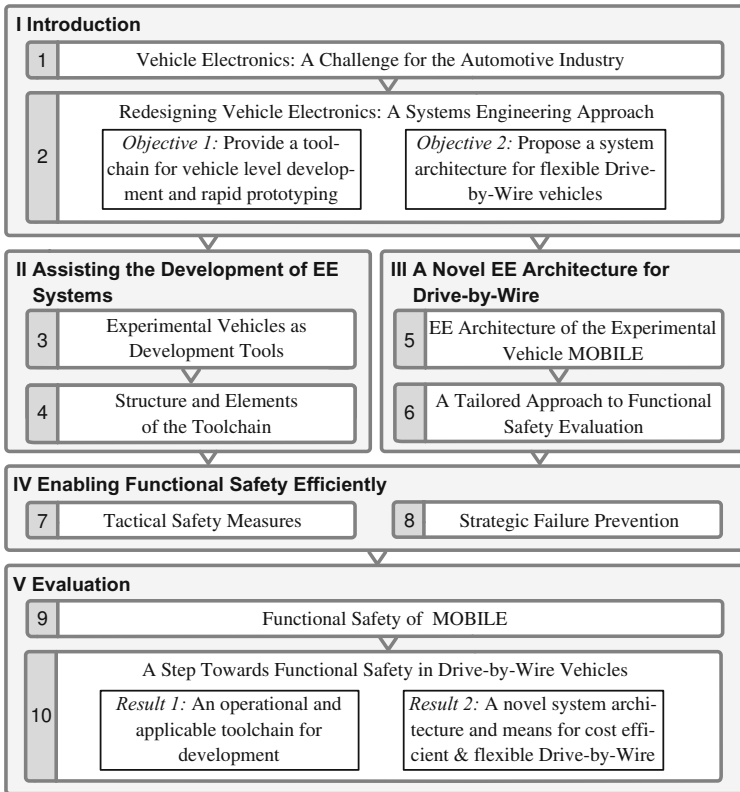 I Introduction
1
Vehicle Electronics: A Challenge for the Automotive Industry
2
Redesigning Vehicle Electronics: A Systems Engineering Approach
Objective 1: Provide a tool-
chain for vehicle level develop-
ment and rapid prototyping
Objective 2: Propose a system
architecture for flexible Drive-
by-Wire vehicles
II Assisting the Development of EE
Systems
3
Experimental Vehicles as
Development Tools
4
Structure and Elements
of the Toolchain
III A Novel EE Architecture for
Drive-by-Wire
5
EE Architecture of the Experimental
Vehicle MOBILE
6
A Tailored Approach to Functional
Safety Evaluation
IV Enabling Functional Safety Efficiently
7
Tactical Safety Measures
8
Strategic Failure Prevention
V Evaluation
9
Functional Safety of MOBILE
10
A Step Towards Functional Safety in Drive-by-Wire Vehicles
Result 1: An operational and
applicable toolchain for
development
Result 2: A novel system archi-
tecture and means for cost effi-
cient & flexible Drive-by-Wire